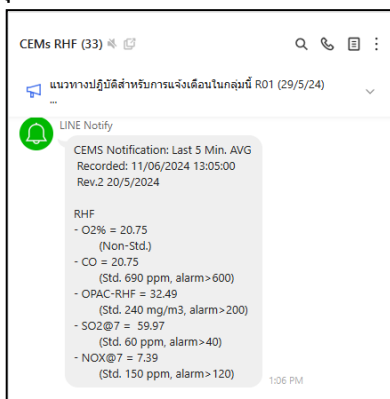 CEMs RHF (33)
แนวทางปฏิบัติสำหรับการแจ้งเตือนในกลุ่มนี้ R01 (29/5/24)
...
LINE Notify
CEMS Notification: Last 5 Min. AVG
Recorded: 11/06/2024 13:05:00
Rev.2 20/5/2024
RHF
- O2% = 20.75
(Non-Std.)
- CO = 20.75
(Std. 690 ppm, alarm>600)
- OPAC-RHF = 32.49
(Std. 240 mg/m3, alarm>200)
- SO2@7 =  59.97
(Std. 60 ppm, alarm>40)
- NOX@7 = 7.39
(Std. 150 ppm, alarm>120)
1:06 PM